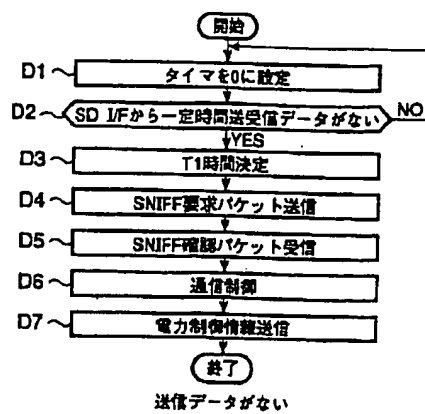 開始
D1 タイマを0に設定
D2 SD I/Fから一定時間送受信データがない NO
YES
D3 T1時間決定
D4 SNIFF要求パケット送信
D5 SNIFF確認パケット受信
D6 通信制御
D7 電力制御情報送信
終了
送信データがない